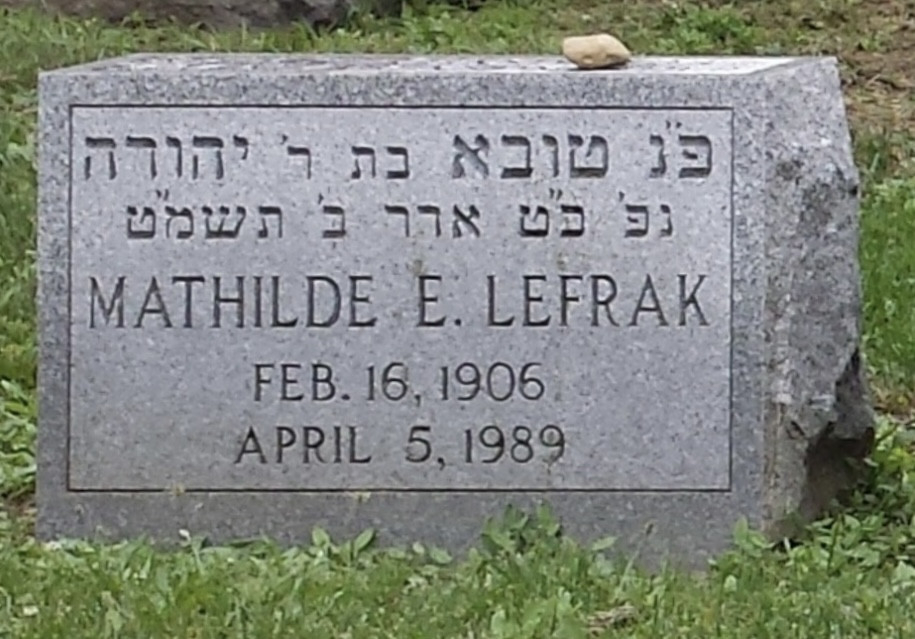 פ״נ טובא בת ר׳ יהודה
נפ׳ כ״ט אדר ב׳ תשמ״ט
MATHILDE E. LEFRAK
FEB. 16, 1906
APRIL 5, 1989